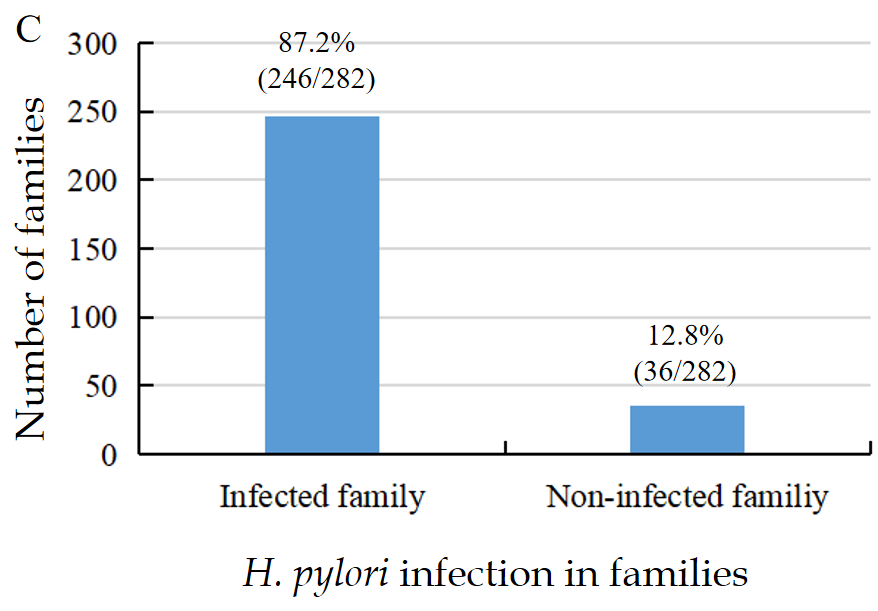 C
Number of families
300
250
200
150
100
50
0
87.2%
(246/282)
12.8%
(36/282)
Infected family
Non-infected familiy
H. pylori infection in families